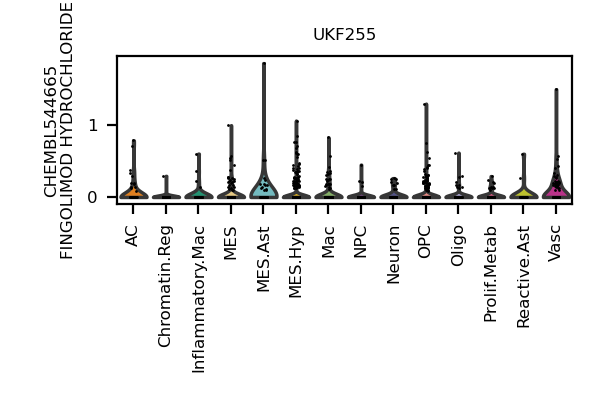 UKF255
CHEMBL544665
FINGOLIMOD HYDROCHLORIDE
1
0
AC
Chromatin.Reg
Inflammatory.Mac
MES
MES.Ast
MES.Hyp
Mac
NPC
Neuron
OPC
Oligo
Prolif.Metab
Reactive.Ast
Vasc